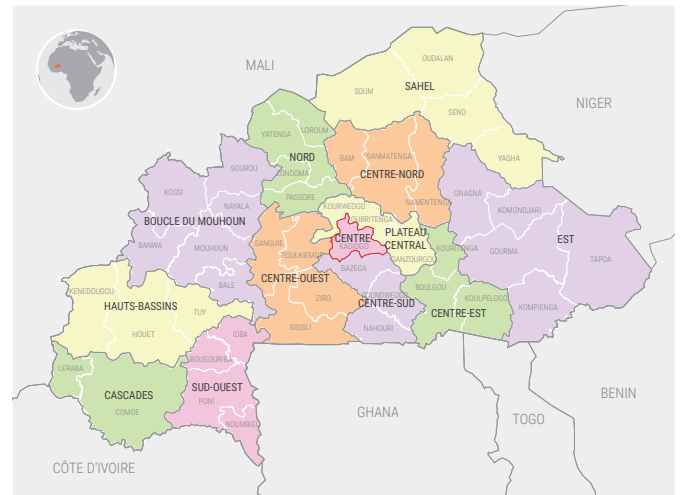 OUDALAN
MALI
SAHEL
SOUM
NIGER
SENO
YATENGA
LOROUM
NORD
BAM
SANMATENGA
YAGHA
SOUROU
ZONDOMA
CENTRE-NORD
KOSSI
PASSORE
GNAGNA
NAYALA
KOURWEOGO
NAMENTENGA
KOMONDJARI
BOUCLE DU MOUHOUN
OUBRITENGA
PLATEAU
CENTRAL
CENTRE
EST
BANWA
MOUHOUN
SANGUIE
KADIOGO
KOURITENGA
GOURMA
BOULKIEMDE
GANZOURGOU
TAPOA
BAZEGA
CENTRE-OUEST
BALE
BOULGOU
KENEDOUGOU
ZOUNDWEOGO
KOULPELOGO
ZIRO
CENTRE-SUD
HAUTS-BASSINS
TUY
KOMPIENGA
CENTRE-EST
SISSILI
NAHOURI
HOUET
IOBA
BOUGOURIBA
LERABA
SUD-OUEST
CASCADES
PONI
BENIN
COMOE
GHANA
TOGO
NOUMBIEL
CÔTE D'IVOIRE